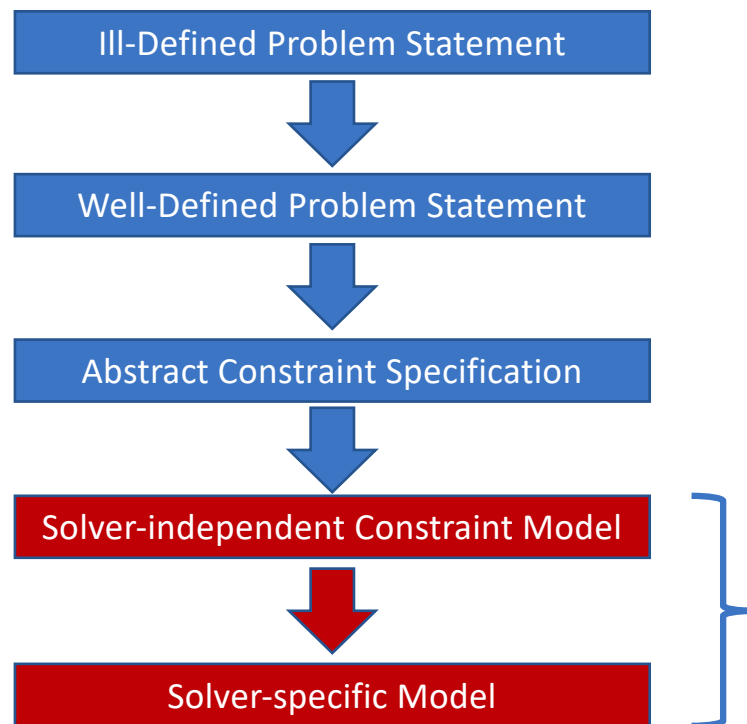 Ill-Defined Problem Statement
Well-Defined Problem Statement
Abstract Constraint Specification
Solver-independent Constraint Model
Solver-specific Model